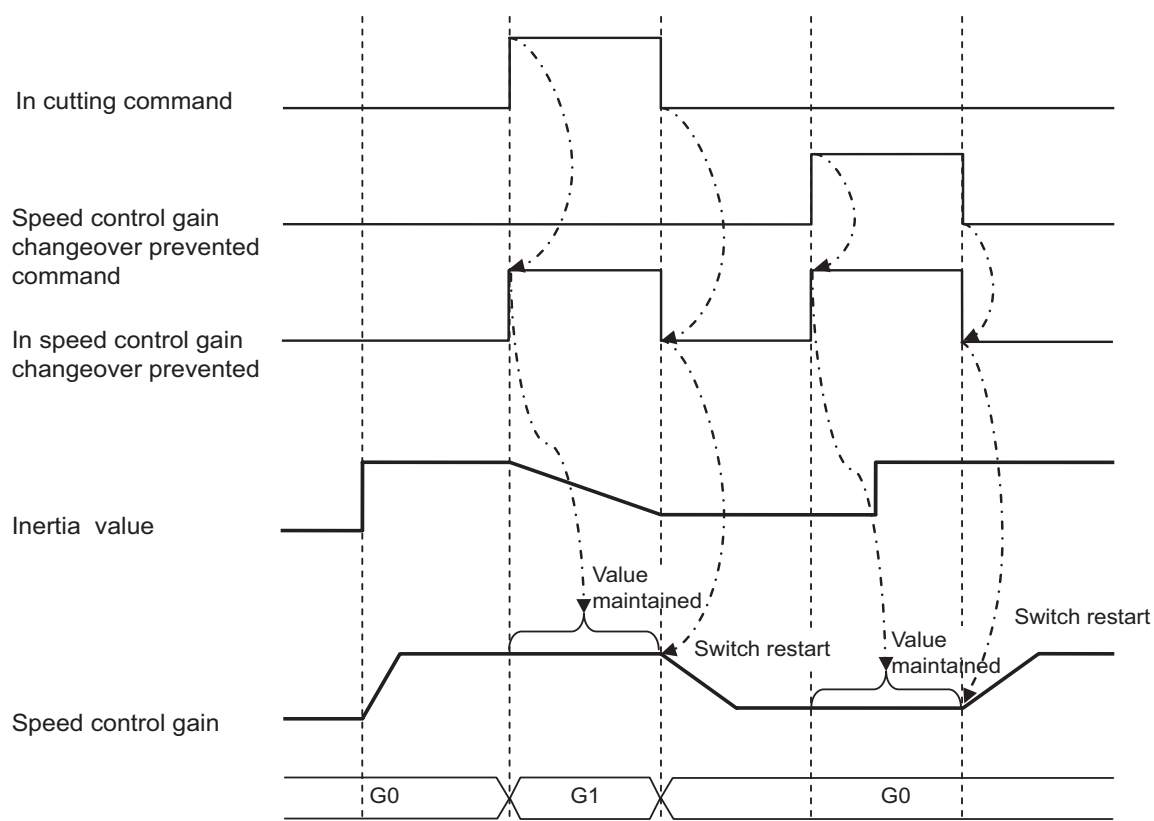 In cutting command
Speed control gain
changeover prevented
command
In speed control gain
changeover prevented
Inertia value
Value
maintained
Switch restart
Value
maintained
Switch restart
Speed control gain
G0
G1
G0